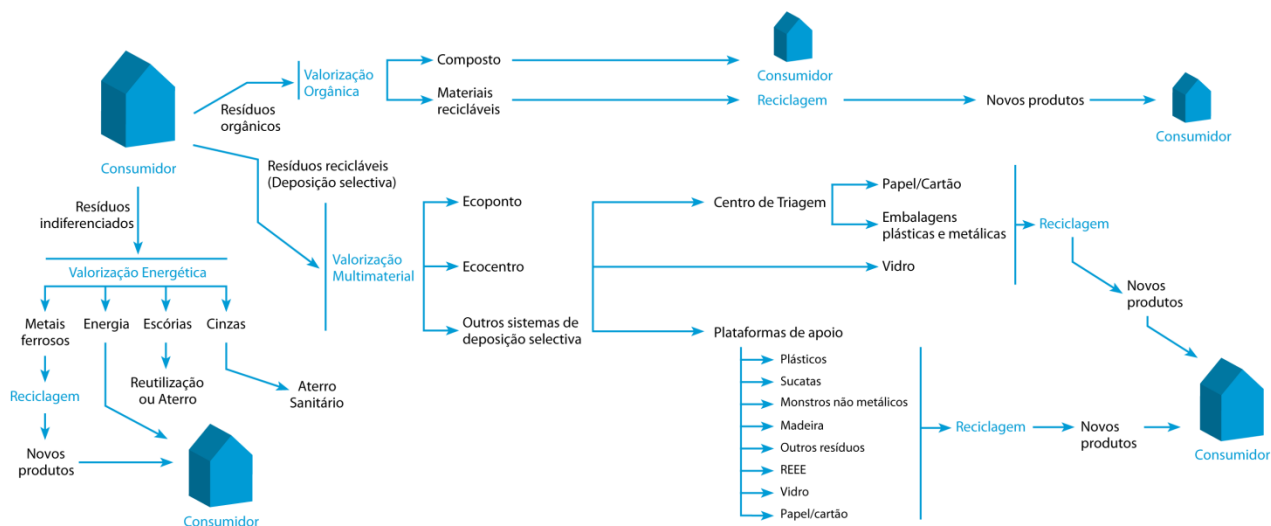 Consumidor
Resíduos
orgânicos
Valorização
Orgânica
Composto
Consumidor
Materiais
recicláveis
Reciclagem
Novos produtos
Consumidor
Resíduos recicláveis
(Deposição selectiva)
Valorização
Multimaterial
Ecoponto
Ecocentro
Outros sistemas de
deposição selectiva
Centro de Triagem
Papel/Cartão
Embalagens
plásticas e metálicas
Vidro
Reciclagem
Novos
produtos
Consumidor
Plataformas de apoio
Plásticos
Sucatas
Monstros não metálicos
Madeira
Outros resíduos
REEE
Vidro
Papel/cartão
Reciclagem
Novos
produtos
Resíduos
indiferenciados
Valorização Energética
Metais
ferrosos
Energia
Escórias
Cinzas
Reciclagem
Reutilização
ou Aterro
Aterro
Sanitário
Novos
produtos
Consumidor